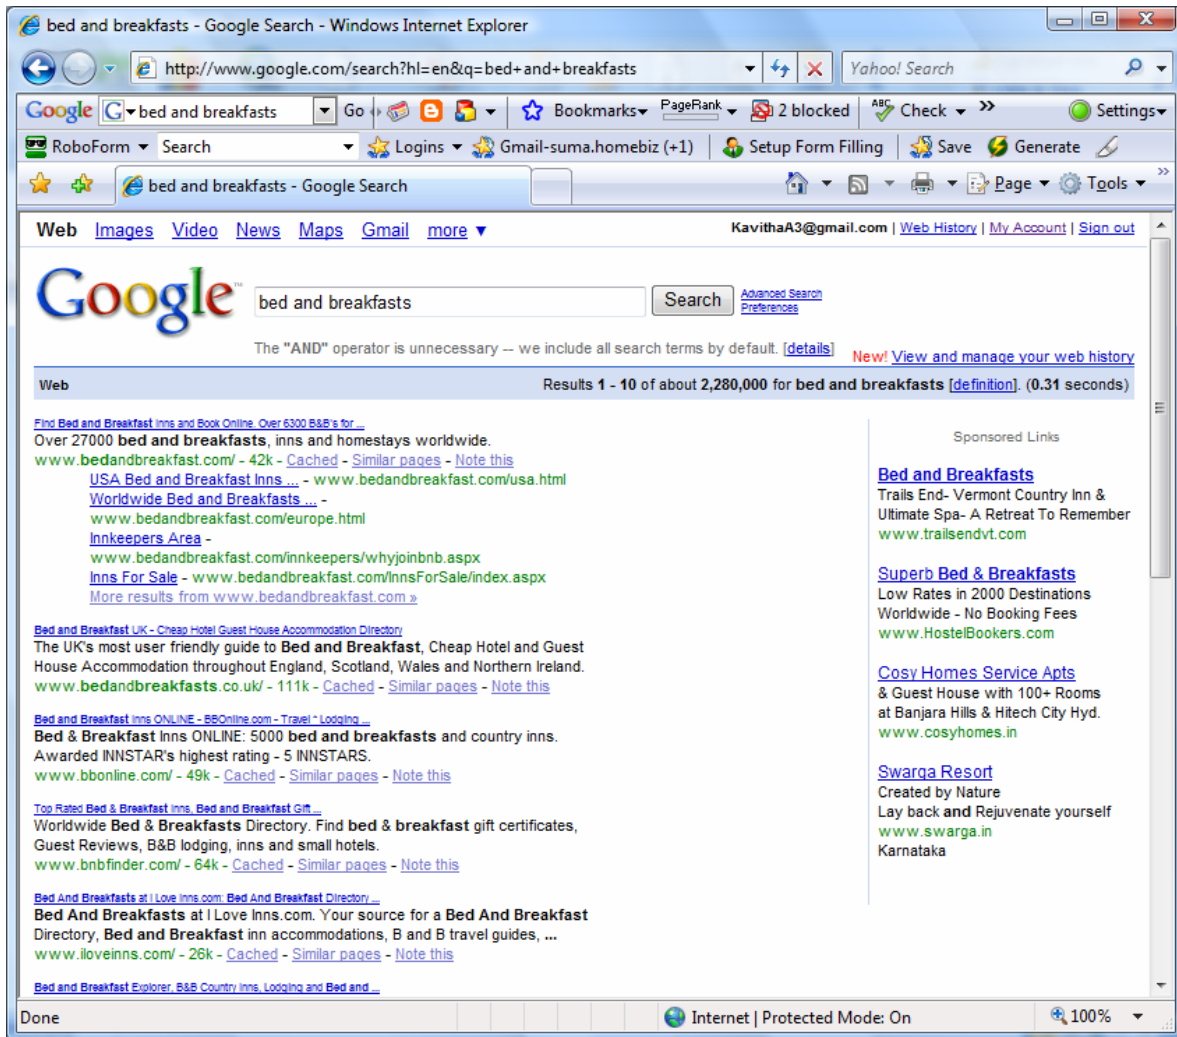 bed and breakfasts - Google Search - Windows Internet Explorer
http://www.google.com/search?hl=en&q=bed+and+breakfasts Yahoo! Search
Google G bed and breakfasts Go Bookmarks PageRank 2 blocked ABC Check » Settings
RoboForm Search Logins Gmail-suma.homebiz (+1) Setup Form Filling Save Generate
bed and breakfasts - Google Search Page Tools »
Web Images Video News Maps Gmail more ▼ KavithaA3@gmail.com | Web History | My Account | Sign out
Google™ bed and breakfasts Search Advanced Search
Preferences
The "AND" operator is unnecessary -- we include all search terms by default. [details]
New! View and manage your web history
Web Results 1 - 10 of about 2,280,000 for bed and breakfasts [definition]. (0.31 seconds)
Find Bed and Breakfast Inns and Book Online. Over 6300 B&B's for ...
Over 27000 bed and breakfasts, inns and homestays worldwide.
www.bedandbreakfast.com/ - 42k - Cached - Similar pages - Note this
USA Bed and Breakfast Inns ... - www.bedandbreakfast.com/usa.html
Worldwide Bed and Breakfasts ... -
www.bedandbreakfast.com/europe.html
Innkeepers Area -
www.bedandbreakfast.com/innkeepers/whyjoinbnb.aspx
Inns For Sale - www.bedandbreakfast.com/InnsForSale/index.aspx
More results from www.bedandbreakfast.com »
Bed and Breakfast UK - Cheap Hotel Guest House Accommodation Directory
The UK's most user friendly guide to Bed and Breakfast, Cheap Hotel and Guest
House Accommodation throughout England, Scotland, Wales and Northern Ireland.
www.bedandbreakfasts.co.uk/ - 111k - Cached - Similar pages - Note this
Bed and Breakfast Inns ONLINE - BBOnline.com - Travel ~ Lodging ...
Bed & Breakfast Inns ONLINE: 5000 bed and breakfasts and country inns.
Awarded INNSTAR's highest rating - 5 INNSTARS.
www.bbonline.com/ - 49k - Cached - Similar pages - Note this
Top Rated Bed & Breakfast Inns, Bed and Breakfast Gift ...
Worldwide Bed & Breakfasts Directory. Find bed & breakfast gift certificates,
Guest Reviews, B&B lodging, inns and small hotels.
www.bnbfinder.com/ - 64k - Cached - Similar pages - Note this
Bed And Breakfasts at I Love Inns.com: Bed And Breakfast Directory ...
Bed And Breakfasts at I Love Inns.com. Your source for a Bed And Breakfast
Directory, Bed and Breakfast inn accommodations, B and B travel guides, ...
www.iloveinns.com/ - 26k - Cached - Similar pages - Note this
Bed and Breakfast Explorer, B&B Country Inns, Lodging and Bed and ...
Sponsored Links
Bed and Breakfasts
Trails End- Vermont Country Inn &
Ultimate Spa- A Retreat To Remember
www.trailsendvt.com
Superb Bed & Breakfasts
Low Rates in 2000 Destinations
Worldwide - No Booking Fees
www.HostelBookers.com
Cosy Homes Service Apts
& Guest House with 100+ Rooms
at Banjara Hills & Hitech City Hyd.
www.cosyhomes.in
Swarga Resort
Created by Nature
Lay back and Rejuvenate yourself
www.swarga.in
Karnataka
Done Internet | Protected Mode: On 100%